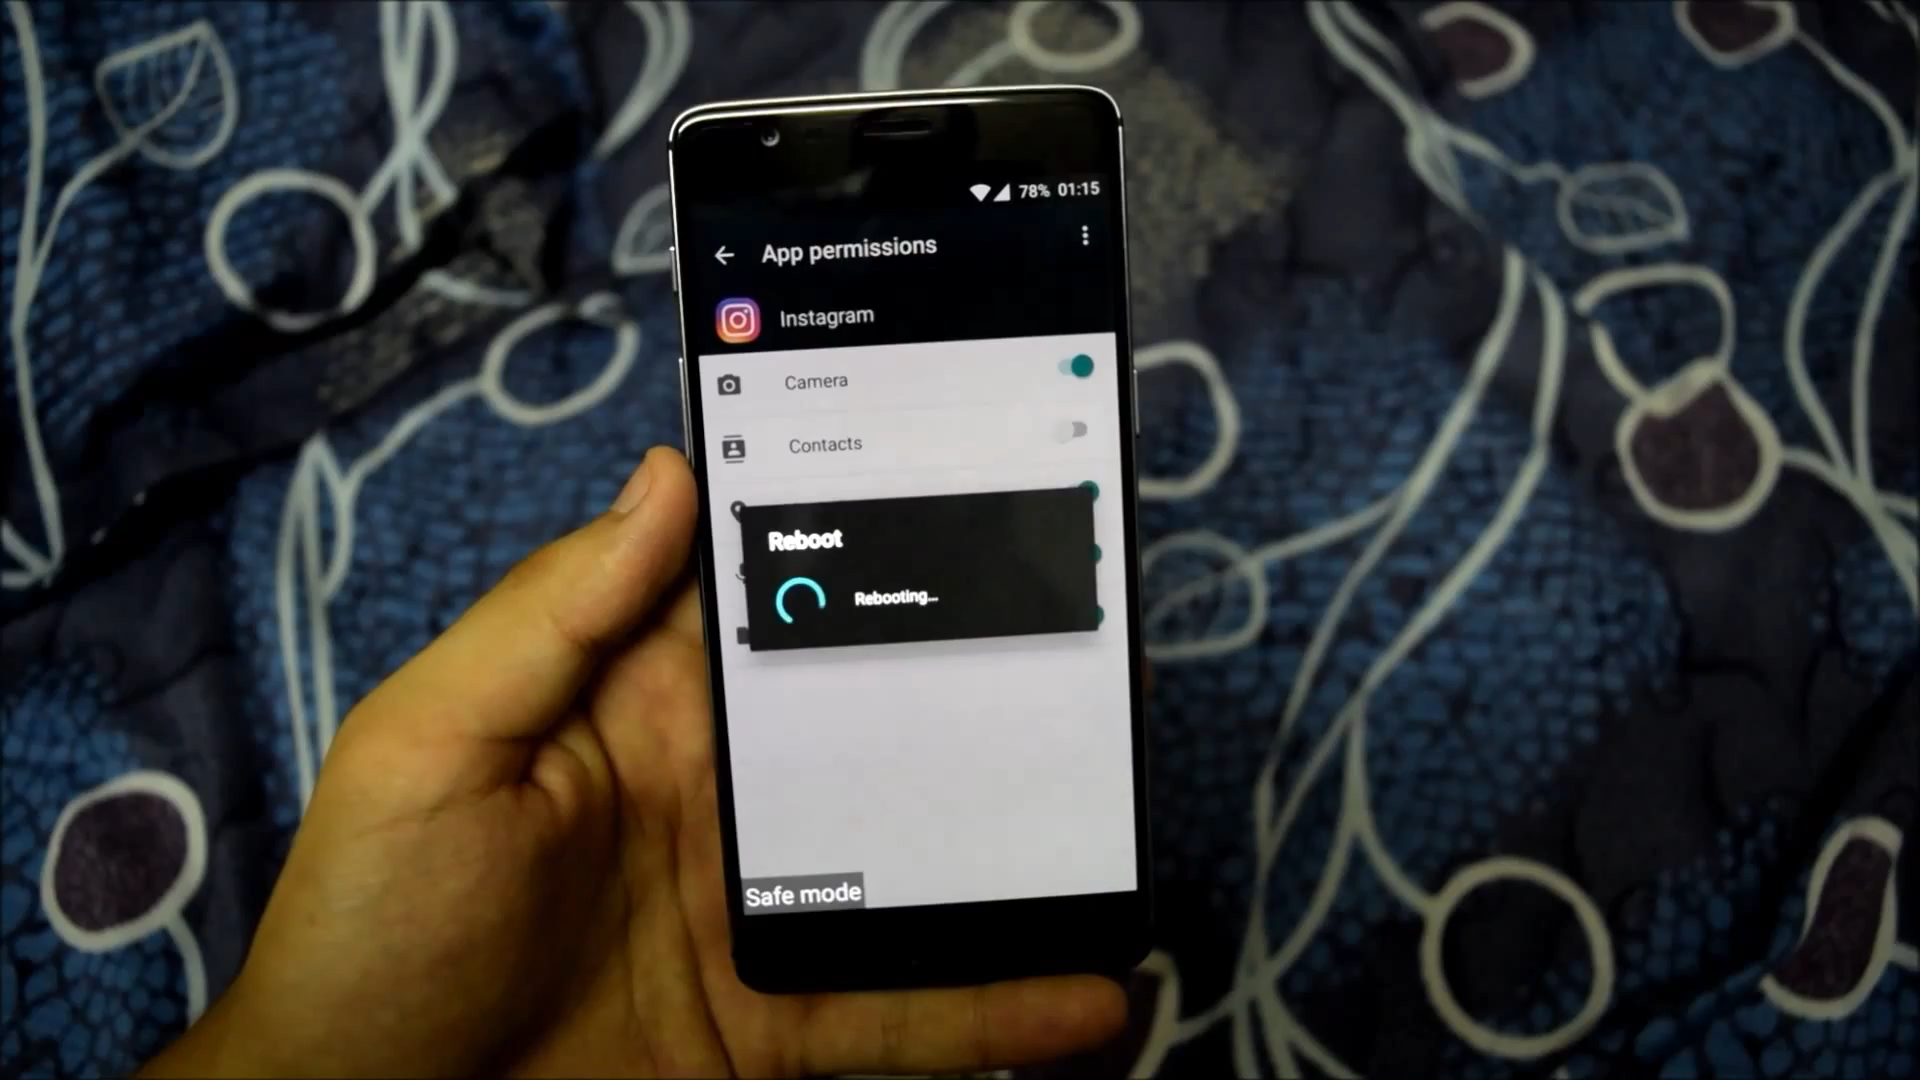 78% 01:15
App permissions
Instagram
Camera
Contacts
Reboot
Rebooting...
Safe mode